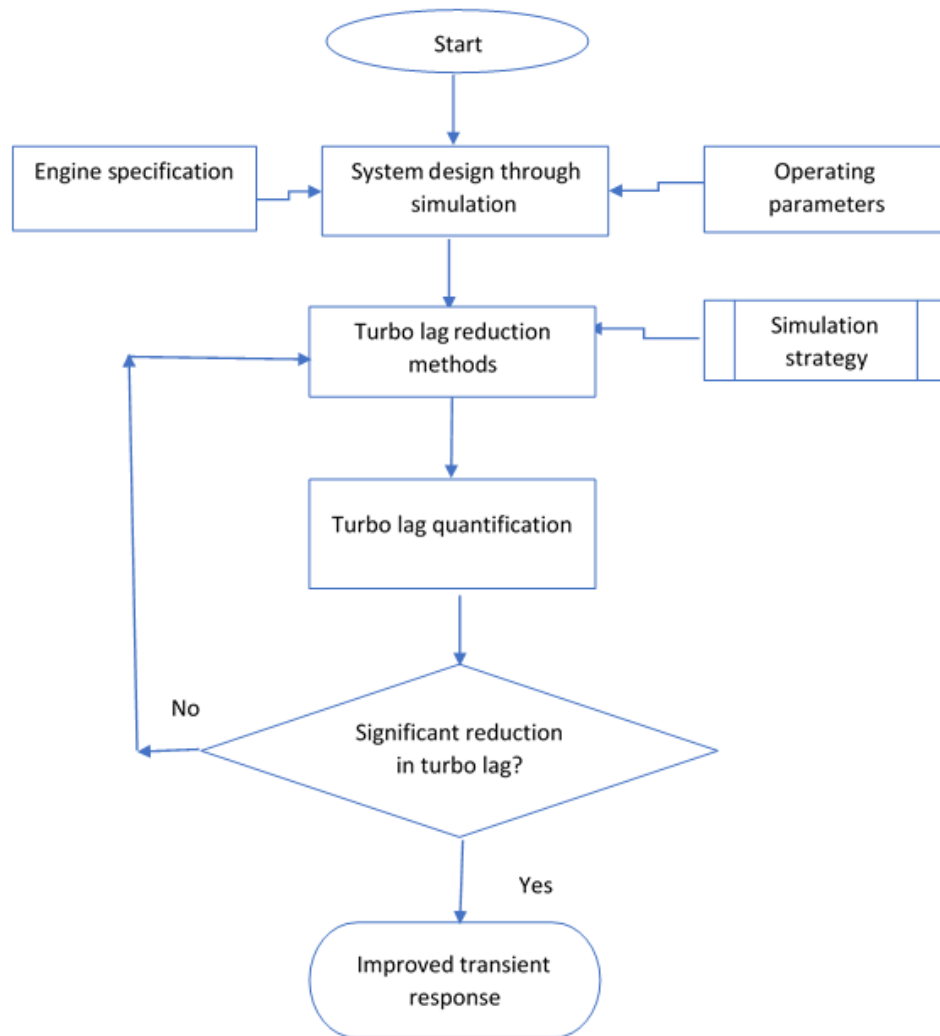 Start
Engine specification
System design through
simulation
Operating
parameters
Turbo lag reduction
methods
Simulation
strategy
Turbo lag quantification
No
Significant reduction
in turbo lag?
Yes
Improved transient
response